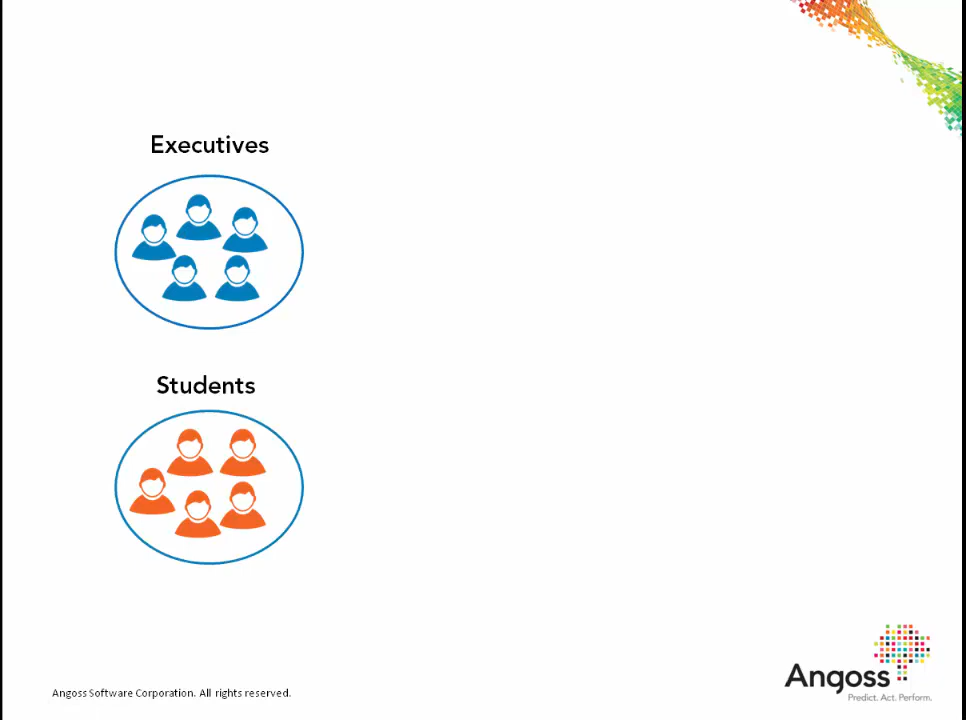 Executives
Students
Angoss
Predict. Act. Perform.
Angoss Software Corporation. All rights reserved.